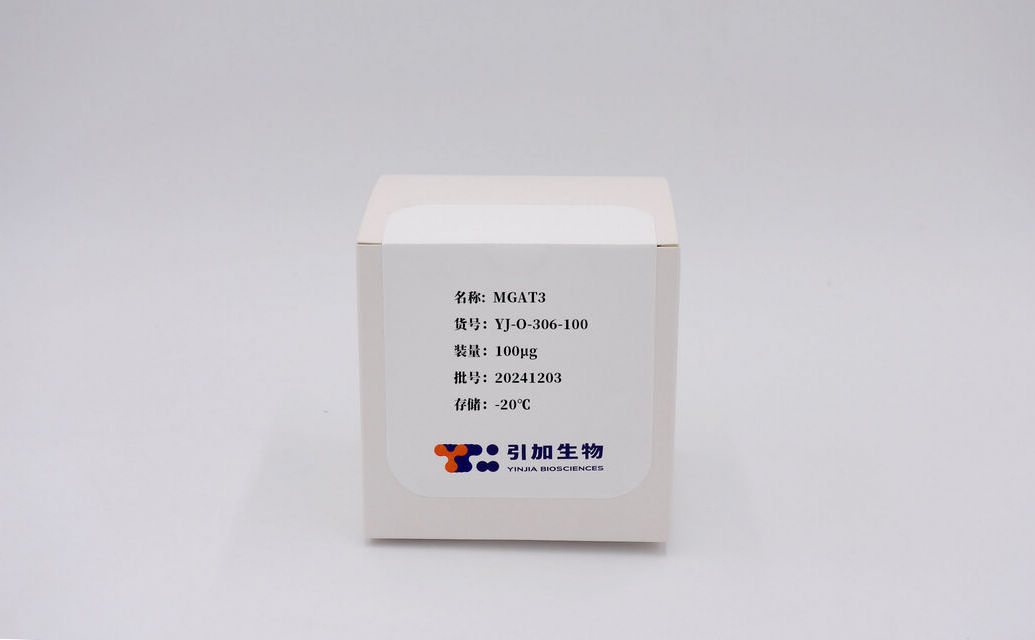 名称: MGAT3
货号: YJ-O-306-100
装量: 100μg
批号: 20241203
存储: -20℃
引加生物
YINJIA BIOSCIENCES